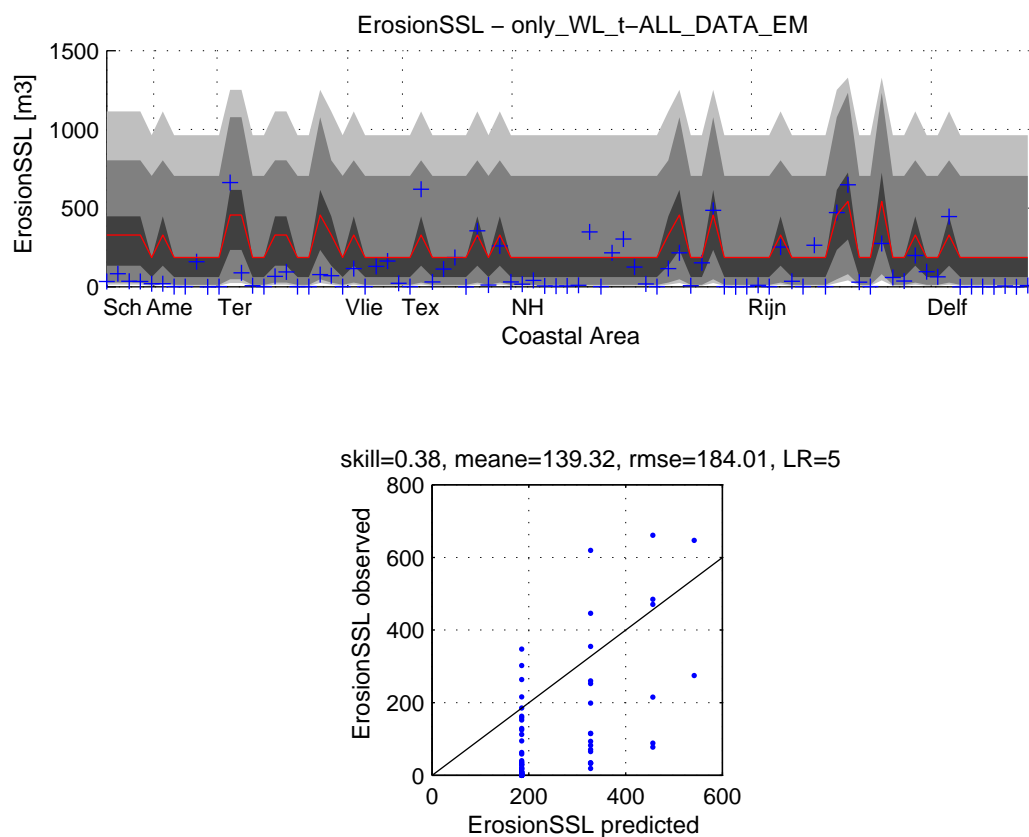 ErosionSSL − only_WL_t−ALL_DATA_EM
1500
1000
500
0
ErosionSSL [m3]
Sch Ame Ter Vlie Tex NH Rijn Delf
Coastal Area
skill=0.38, meane=139.32, rmse=184.01, LR=5
800
600
400
200
0
ErosionSSL observed
0 200 400 600
ErosionSSL predicted